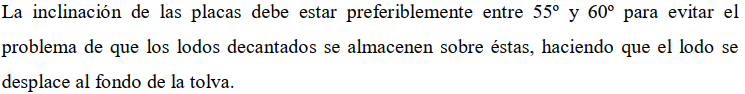 La inclinación de las placas debe estar preferiblemente entre 55º y 60º para evitar el
problema de que los lodos decantados se almacenen sobre éstas, haciendo que el lodo se
desplace al fondo de la tolva.